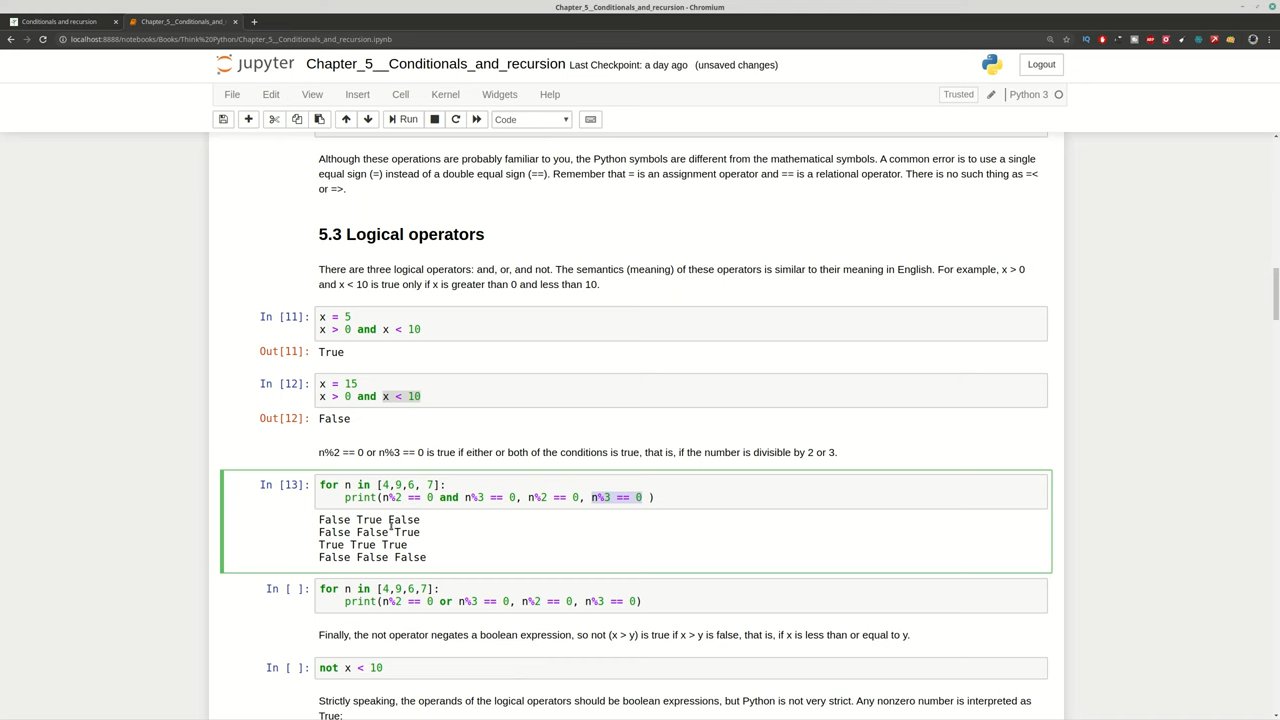 Chapter_5__Conditionals_and_recursion - Chromium
Conditionals and recursion
Chapter_5__Conditionals_and_
localhost:8888/notebooks/Books/Think%20Python/Chapter_5__Conditionals_and_recursion.ipynb
jupyter Chapter_5__Conditionals_and_recursion Last Checkpoint: a day ago (unsaved changes) Logout
File Edit View Insert Cell Kernel Widgets Help Trusted Python 3
Run Code
Although these operations are probably familiar to you, the Python symbols are different from the mathematical symbols. A common error is to use a single
equal sign (=) instead of a double equal sign (==). Remember that = is an assignment operator and == is a relational operator. There is no such thing as =<
or =>.
5.3 Logical operators
There are three logical operators: and, or, and not. The semantics (meaning) of these operators is similar to their meaning in English. For example, x > 0
and x < 10 is true only if x is greater than 0 and less than 10.
In [11]: x = 5
x > 0 and x < 10
Out[11]: True
In [12]: x = 15
x > 0 and x < 10
Out[12]: False
n%2 == 0 or n%3 == 0 is true if either or both of the conditions is true, that is, if the number is divisible by 2 or 3.
In [13]: for n in [4,9,6, 7]:
print(n%2 == 0 and n%3 == 0, n%2 == 0, n%3 == 0 )
False True False
False False True
True True True
False False False
In [ ]: for n in [4,9,6,7]:
print(n%2 == 0 or n%3 == 0, n%2 == 0, n%3 == 0)
Finally, the not operator negates a boolean expression, so not (x > y) is true if x > y is false, that is, if x is less than or equal to y.
In [ ]: not x < 10
Strictly speaking, the operands of the logical operators should be boolean expressions, but Python is not very strict. Any nonzero number is interpreted as
True: